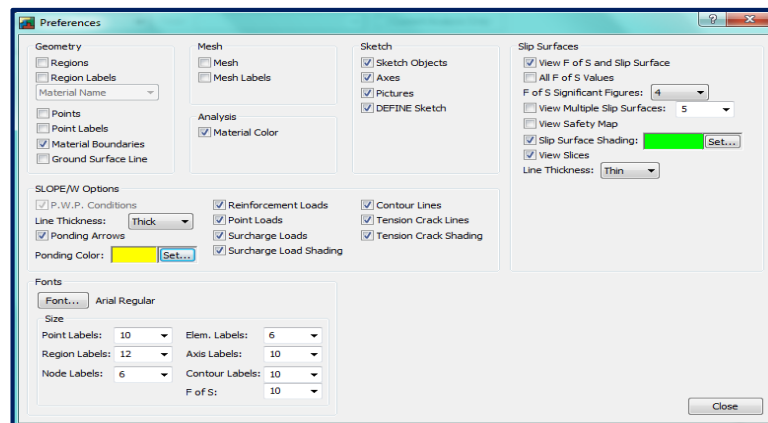 Preferences
Geometry
Regions
Region Labels
Material Name
Points
Point Labels
Material Boundaries
Ground Surface Line
Mesh
Mesh
Mesh Labels
Analysis
Material Color
Sketch
Sketch Objects
Axes
Pictures
DEFINE Sketch
Slip Surfaces
View F of S and Slip Surface
All F of S Values
F of S Significant Figures: 4
View Multiple Slip Surfaces: 5
View Safety Map
Slip Surface Shading: Set...
View Slices
Line Thickness: Thin
SLOPE/W Options
P.W.P. Conditions
Line Thickness: Thick
Ponding Arrows
Ponding Color: Set...
Reinforcement Loads
Point Loads
Surcharge Loads
Surcharge Load Shading
Contour Lines
Tension Crack Lines
Tension Crack Shading
Fonts
Font... Arial Regular
Size
Point Labels: 10 Elem. Labels: 6
Region Labels: 12 Axis Labels: 10
Node Labels: 6 Contour Labels: 10
F of S: 10
Close